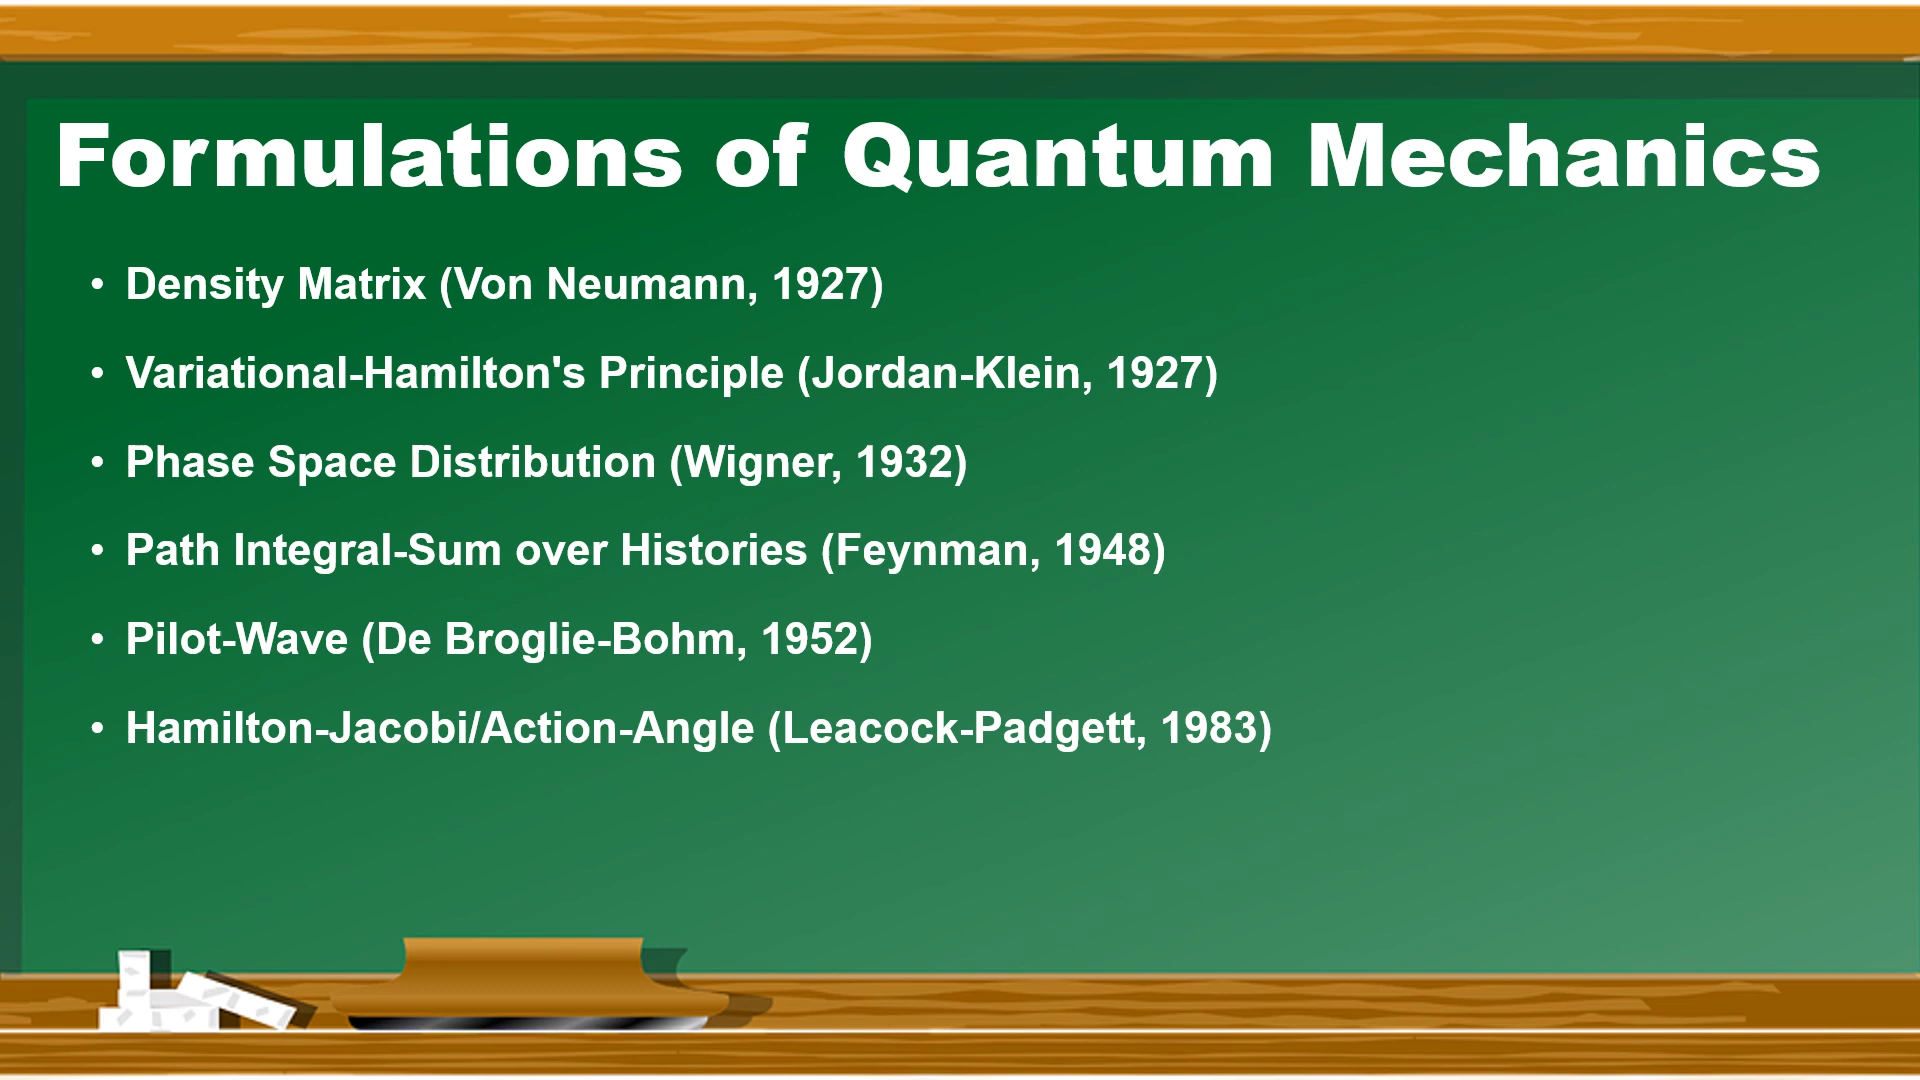 Formulations of Quantum Mechanics
• Density Matrix (Von Neumann, 1927)
• Variational-Hamilton's Principle (Jordan-Klein, 1927)
• Phase Space Distribution (Wigner, 1932)
• Path Integral-Sum over Histories (Feynman, 1948)
• Pilot-Wave (De Broglie-Bohm, 1952)
• Hamilton-Jacobi/Action-Angle (Leacock-Padgett, 1983)